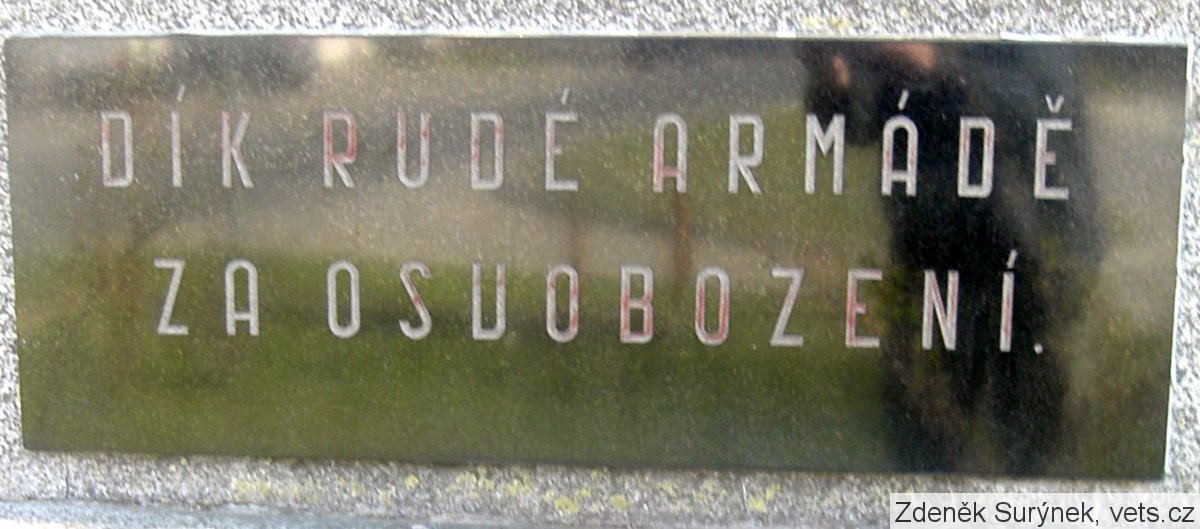 DÍK RUDÉ ARMÁDĚ
ZA OSVOBOZENÍ.
Zdeněk Surýnek, vets.cz